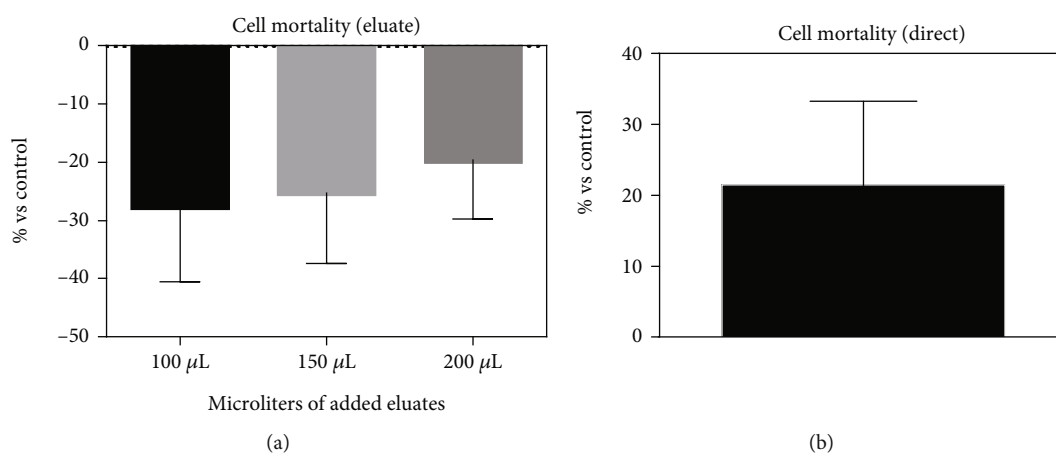 Cell mortality (eluate)
% vs control
0
−10
−20
−30
−40
−50
100 μL 150 μL 200 μL
Microliters of added eluates
(a)
Cell mortality (direct)
% vs control
40
30
20
10
0
(b)